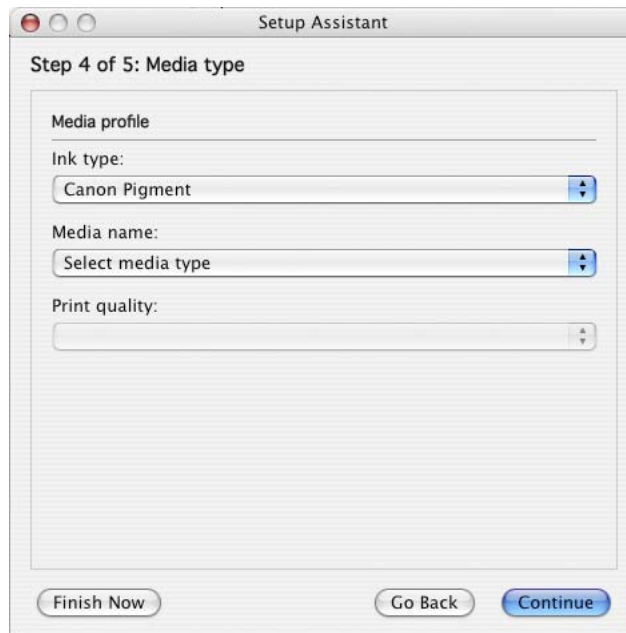 Setup Assistant
Step 4 of 5: Media type
Media profile
Ink type:
Canon Pigment
Media name:
Select media type
Print quality:
Finish Now Go Back Continue